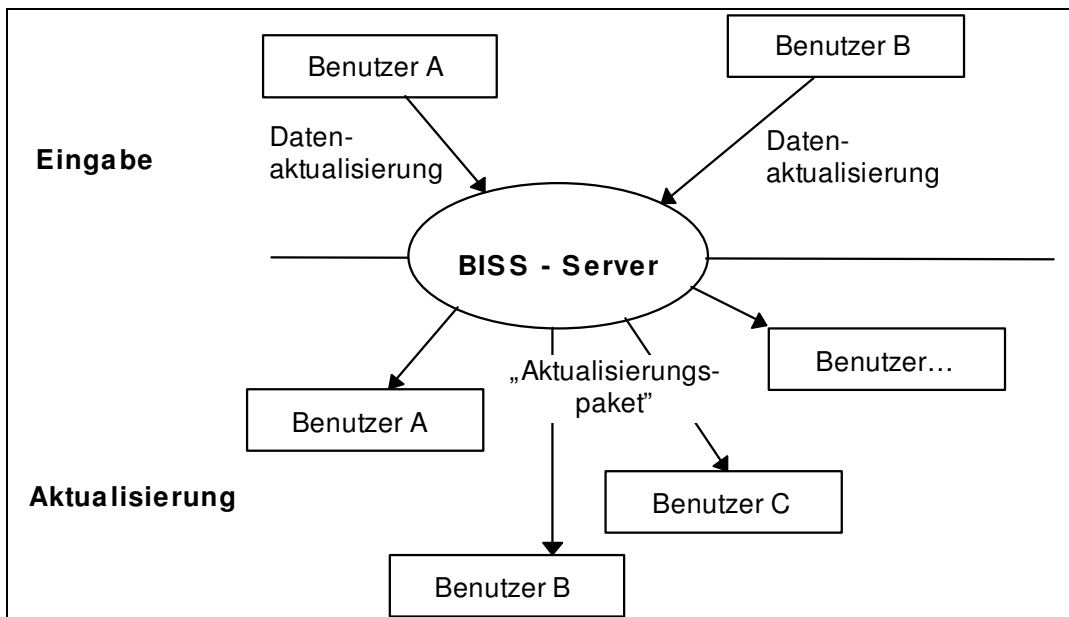 Benutzer A
Benutzer B
Eingabe
Daten-
aktualisierung
Daten-
aktualisierung
BISS - Server
„Aktualisierungs-
paket”
Benutzer…
Benutzer A
Aktualisierung
Benutzer C
Benutzer B